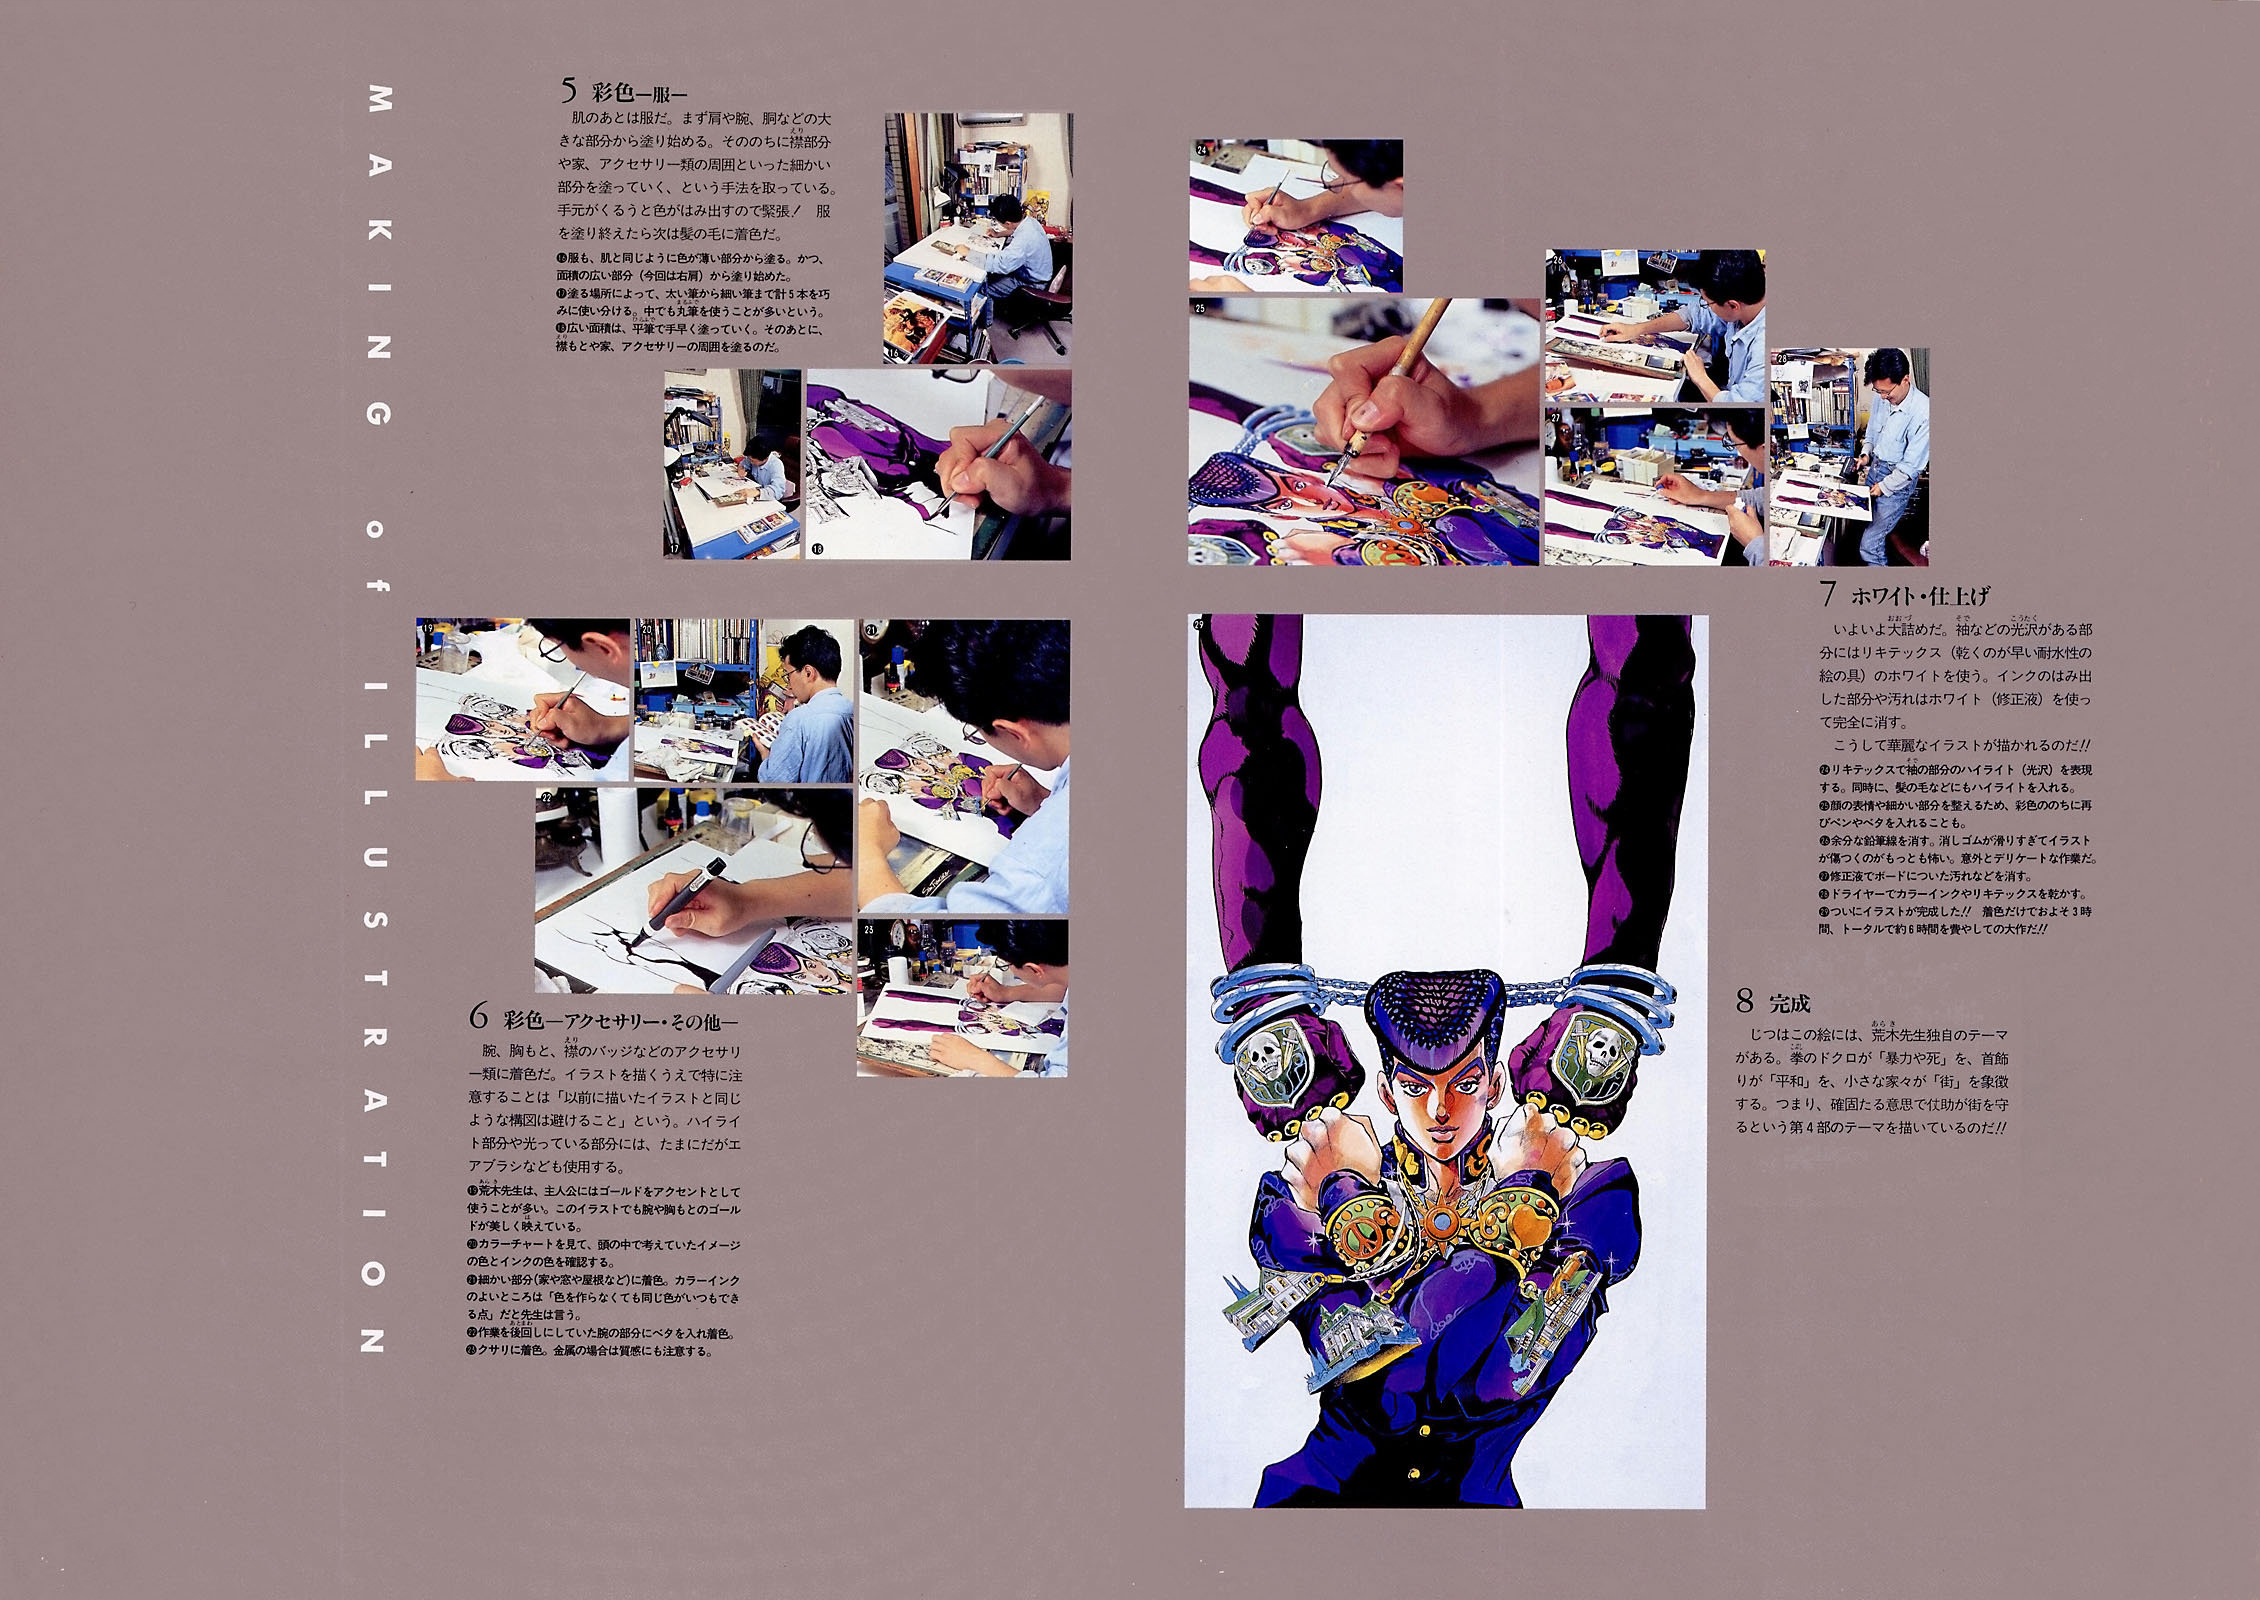 MAKING of ILLUSTRATION
5 彩色—服—
肌のあとは服だ。まず肩や腕、胴などの大
きな部分から塗り始める。そののちに襟部分
や家、アクセサリー類の周囲といった細かい
部分を塗っていく、という手法を取っている。
手元がくるうと色がはみ出すので緊張！　服
を塗り終えたら次は髪の毛に着色だ。
⑯服も、肌と同じように色が薄い部分から塗る。かつ、
面積の広い部分（今回は右肩）から塗り始めた。
⑰塗る場所によって、太い筆から細い筆まで計5本を巧
みに使い分ける。中でも丸筆を使うことが多いという。
⑱広い面積は、平筆で手早く塗っていく。そのあとに、
襟もとや家、アクセサリーの周囲を塗るのだ。
16
17
18
19
20
21
22
23
6 彩色—アクセサリー・その他—
腕、胸もと、襟のバッジなどのアクセサリ
ー類に着色だ。イラストを描くうえで特に注
意することは「以前に描いたイラストと同じ
ような構図は避けること」という。ハイライ
ト部分や光っている部分には、たまにだがエ
アブラシなども使用する。
⑲荒木先生は、主人公にはゴールドをアクセントとして
使うことが多い。このイラストでも腕や胸もとのゴール
ドが美しく映えている。
⑳カラーチャートを見て、頭の中で考えていたイメージ
の色とインクの色を確認する。
㉑細かい部分(家や窓や屋根など)に着色。カラーインク
のよいところは「色を作らなくても同じ色がいつもでき
る点」だと先生は言う。
㉒作業を後回しにしていた腕の部分にベタを入れ着色。
㉓クサリに着色。金属の場合は質感にも注意する。
24
25
26
27
28
29
7 ホワイト・仕上げ
いよいよ大詰めだ。袖などの光沢がある部
分にはリキテックス（乾くのが早い耐水性の
絵の具）のホワイトを使う。インクのはみ出
した部分や汚れはホワイト（修正液）を使っ
て完全に消す。
こうして華麗なイラストが描かれるのだ!!
㉔リキテックスで袖の部分のハイライト（光沢）を表現
する。同時に、髪の毛などにもハイライトを入れる。
㉕顔の表情や細かい部分を整えるため、彩色ののちに再
びペンやベタを入れることも。
㉖余分な鉛筆線を消す。消しゴムが滑りすぎてイラスト
が傷つくのがもっとも怖い。意外とデリケートな作業だ。
㉗修正液でボードについた汚れなどを消す。
㉘ドライヤーでカラーインクやリキテックスを乾かす。
㉙ついにイラストが完成した!!　着色だけでおよそ3時
間、トータルで約6時間を費やしての大作だ!!
8 完成
じつはこの絵には、荒木先生独自のテーマ
がある。拳のドクロが「暴力や死」を、首飾
りが「平和」を、小さな家々が「街」を象徴
する。つまり、確固たる意思で仗助が街を守
るという第4部のテーマを描いているのだ!!